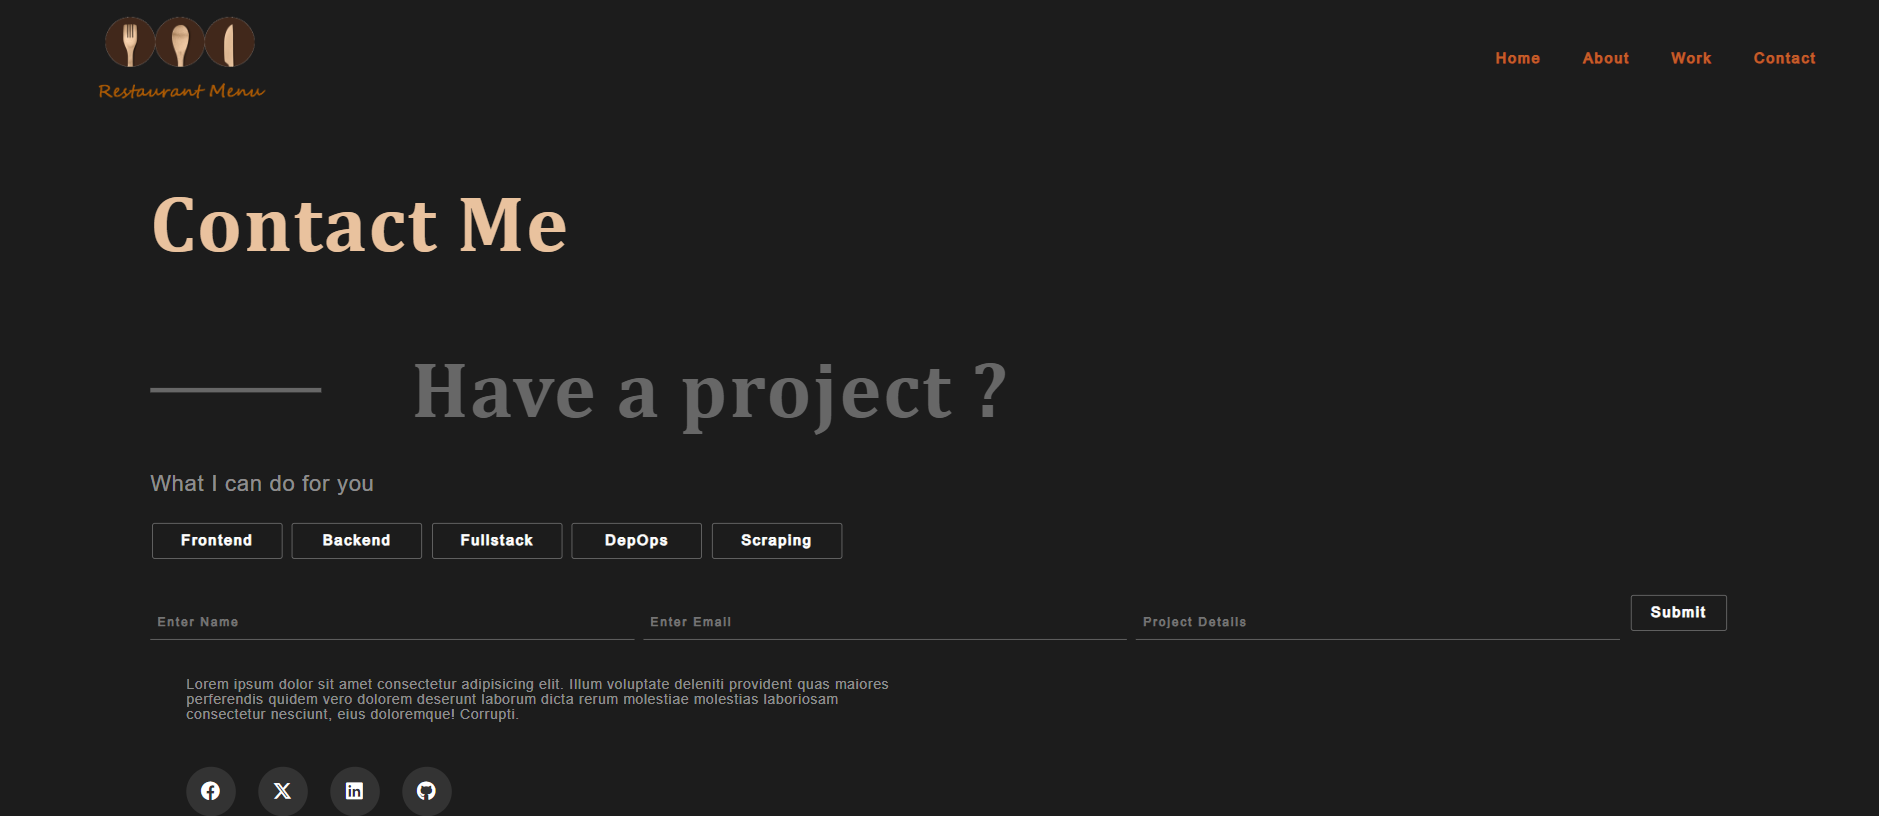 Restaurant Menu
Home About Work Contact
Contact Me
Have a project ?
What I can do for you
Frontend Backend Fullstack DepOps Scraping
Enter Name Enter Email Project Details Submit
Lorem ipsum dolor sit amet consectetur adipisicing elit. Illum voluptate deleniti provident quas maiores
perferendis quidem vero dolorem deserunt laborum dicta rerum molestiae molestias laboriosam
consectetur nesciunt, eius doloremque! Corrupti.